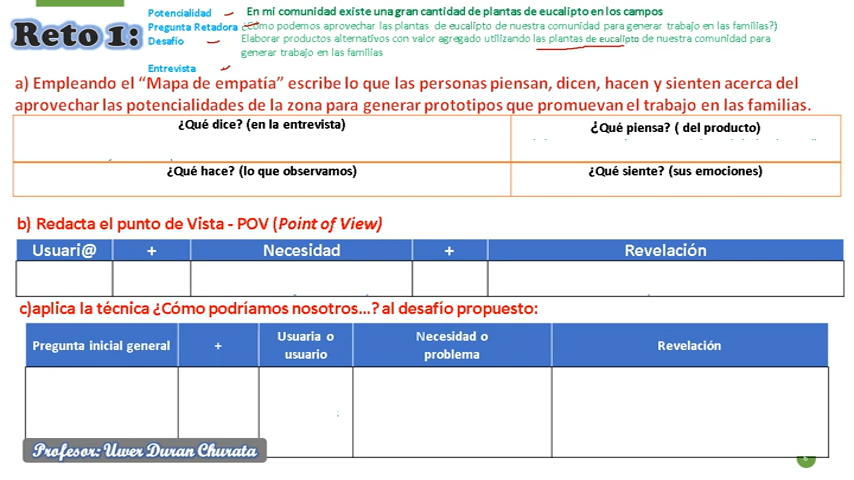 Reto 1:
Potencialidad
En mi comunidad existe una gran cantidad de plantas de eucalipto en los campos
Pregunta Retadora
(¿Cómo podemos aprovechar las plantas de eucalipto de nuestra comunidad para generar trabajo en las familias?)
Desafío
Elaborar productos alternativos con valor agregado utilizando las plantas de eucalipto de nuestra comunidad para
generar trabajo en las familias
Entrevista
a) Empleando el “Mapa de empatía” escribe lo que las personas piensan, dicen, hacen y sienten acerca del
aprovechar las potencialidades de la zona para generar prototipos que promuevan el trabajo en las familias.
¿Qué dice? (en la entrevista)
¿Qué piensa? ( del producto)
¿Qué hace? (lo que observamos)
¿Qué siente? (sus emociones)
b) Redacta el punto de Vista - POV (Point of View)
Usuari@
+
Necesidad
+
Revelación
c)aplica la técnica ¿Cómo podríamos nosotros...? al desafío propuesto:
Pregunta inicial general
+
Usuaria o
usuario
Necesidad o
problema
Revelación
Profesor: Uwer Duran Churata